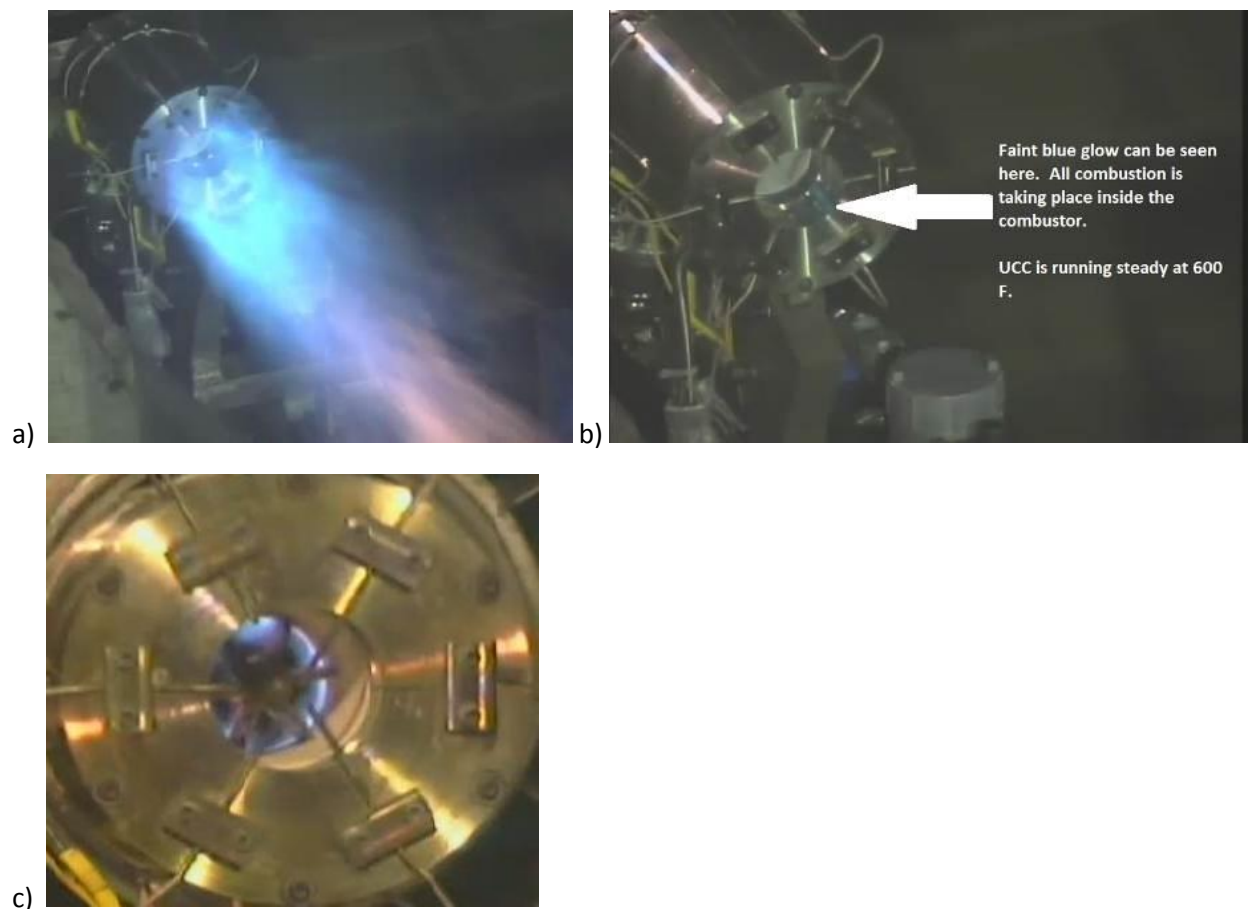 a)
b)
Faint blue glow can be seen
here. All combustion is
taking place inside the
combustor.
UCC is running steady at 600
F.
c)